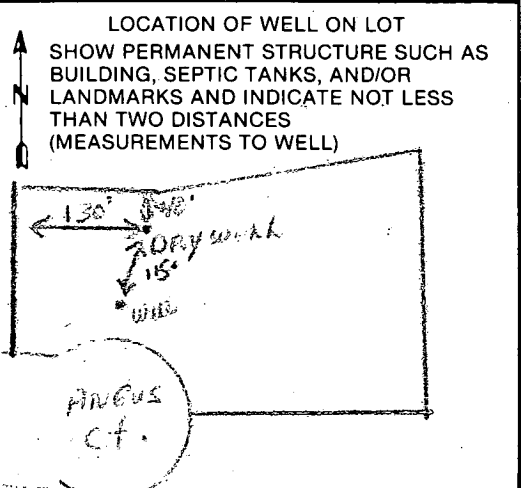 LOCATION OF WELL ON LOT
SHOW PERMANENT STRUCTURE SUCH AS
BUILDING, SEPTIC TANKS, AND/OR
N LANDMARKS AND INDICATE NOT LESS
THAN TWO DISTANCES
(MEASUREMENTS TO WELL)
130'
DRY WELL
15'
Well
ANGUS
Ct.